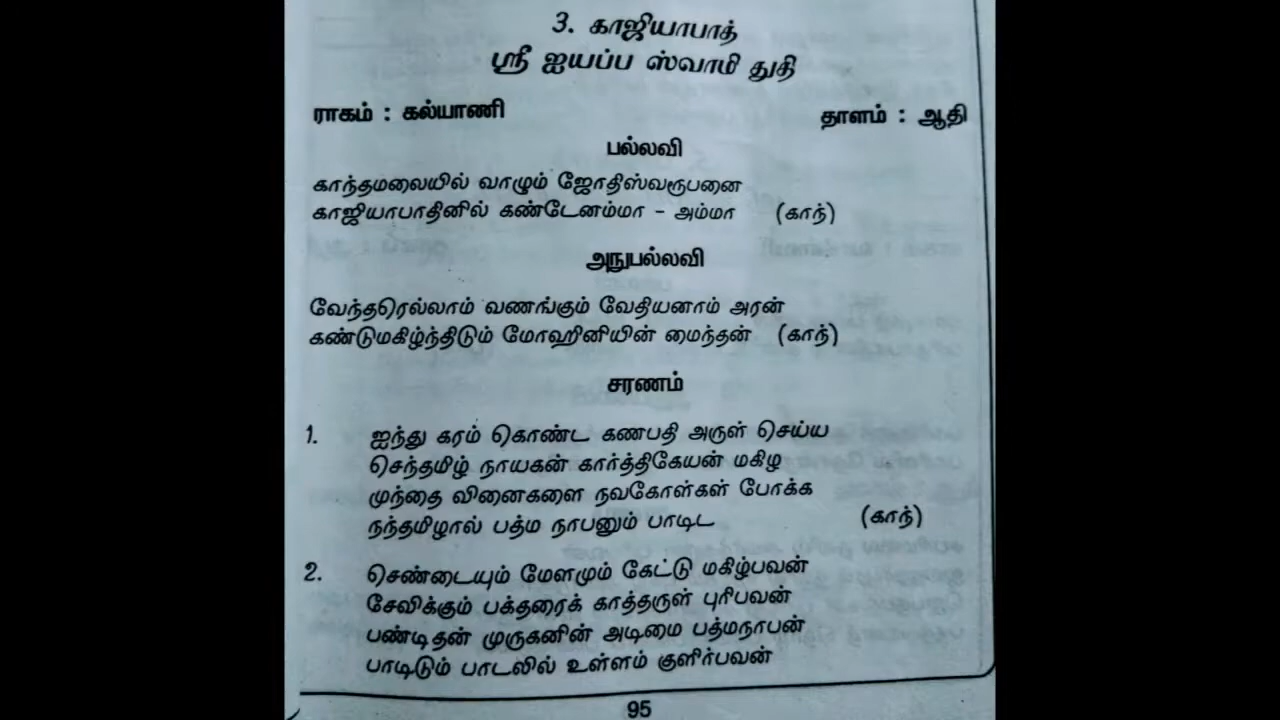 3. காஜியாபாத்
ஸ்ரீ ஐயப்ப ஸ்வாமி துதி
ராகம் : கல்யாணி தாளம் : ஆதி
பல்லவி
காந்தமலையில் வாழும் ஜோதிஸ்வரூபனை
காஜியாபாதினில் கண்டேனம்மா – அம்மா (காந்)
அநுபல்லவி
வேந்தரெல்லாம் வணங்கும் வேதியனாம் அரன்
கண்டுமகிழ்ந்திடும் மோஹினியின் மைந்தன் (காந்)
சரணம்
1. ஐந்து கரம் கொண்ட கணபதி அருள் செய்ய
செந்தமிழ் நாயகன் கார்த்திகேயன் மகிழ
முந்தை வினைகளை நவகோள்கள் போக்க
நந்தமிழால் பத்ம நாபனும் பாடிட (காந்)
2. செண்டையும் மேளமும் கேட்டு மகிழ்பவன்
சேவிக்கும் பக்தரைக் காத்தருள் புரிபவன்
பண்டிதன் முருகனின் அடிமை பத்மநாபன்
பாடிடும் பாடலில் உள்ளம் குளிர்பவன்
95